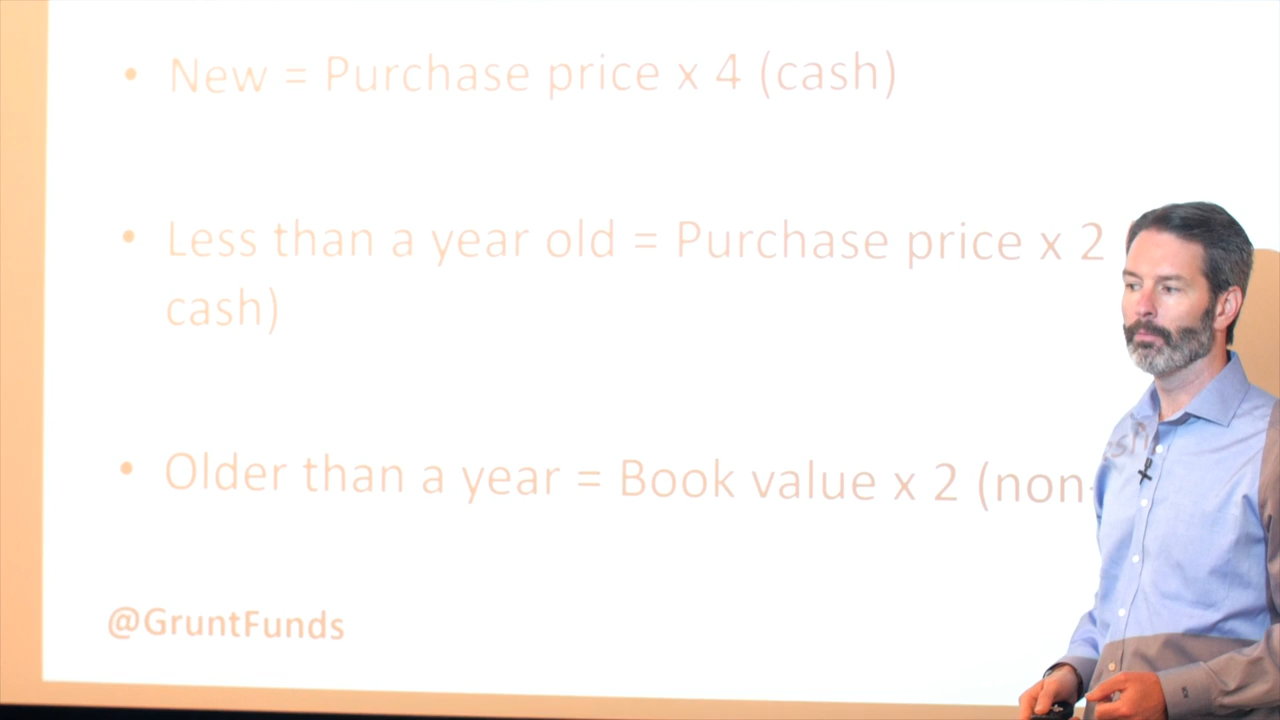 • New = Purchase price x 4 (cash)
• Less than a year old = Purchase price x 2
cash)
• Older than a year = Book value x 2 (non-
@GruntFunds